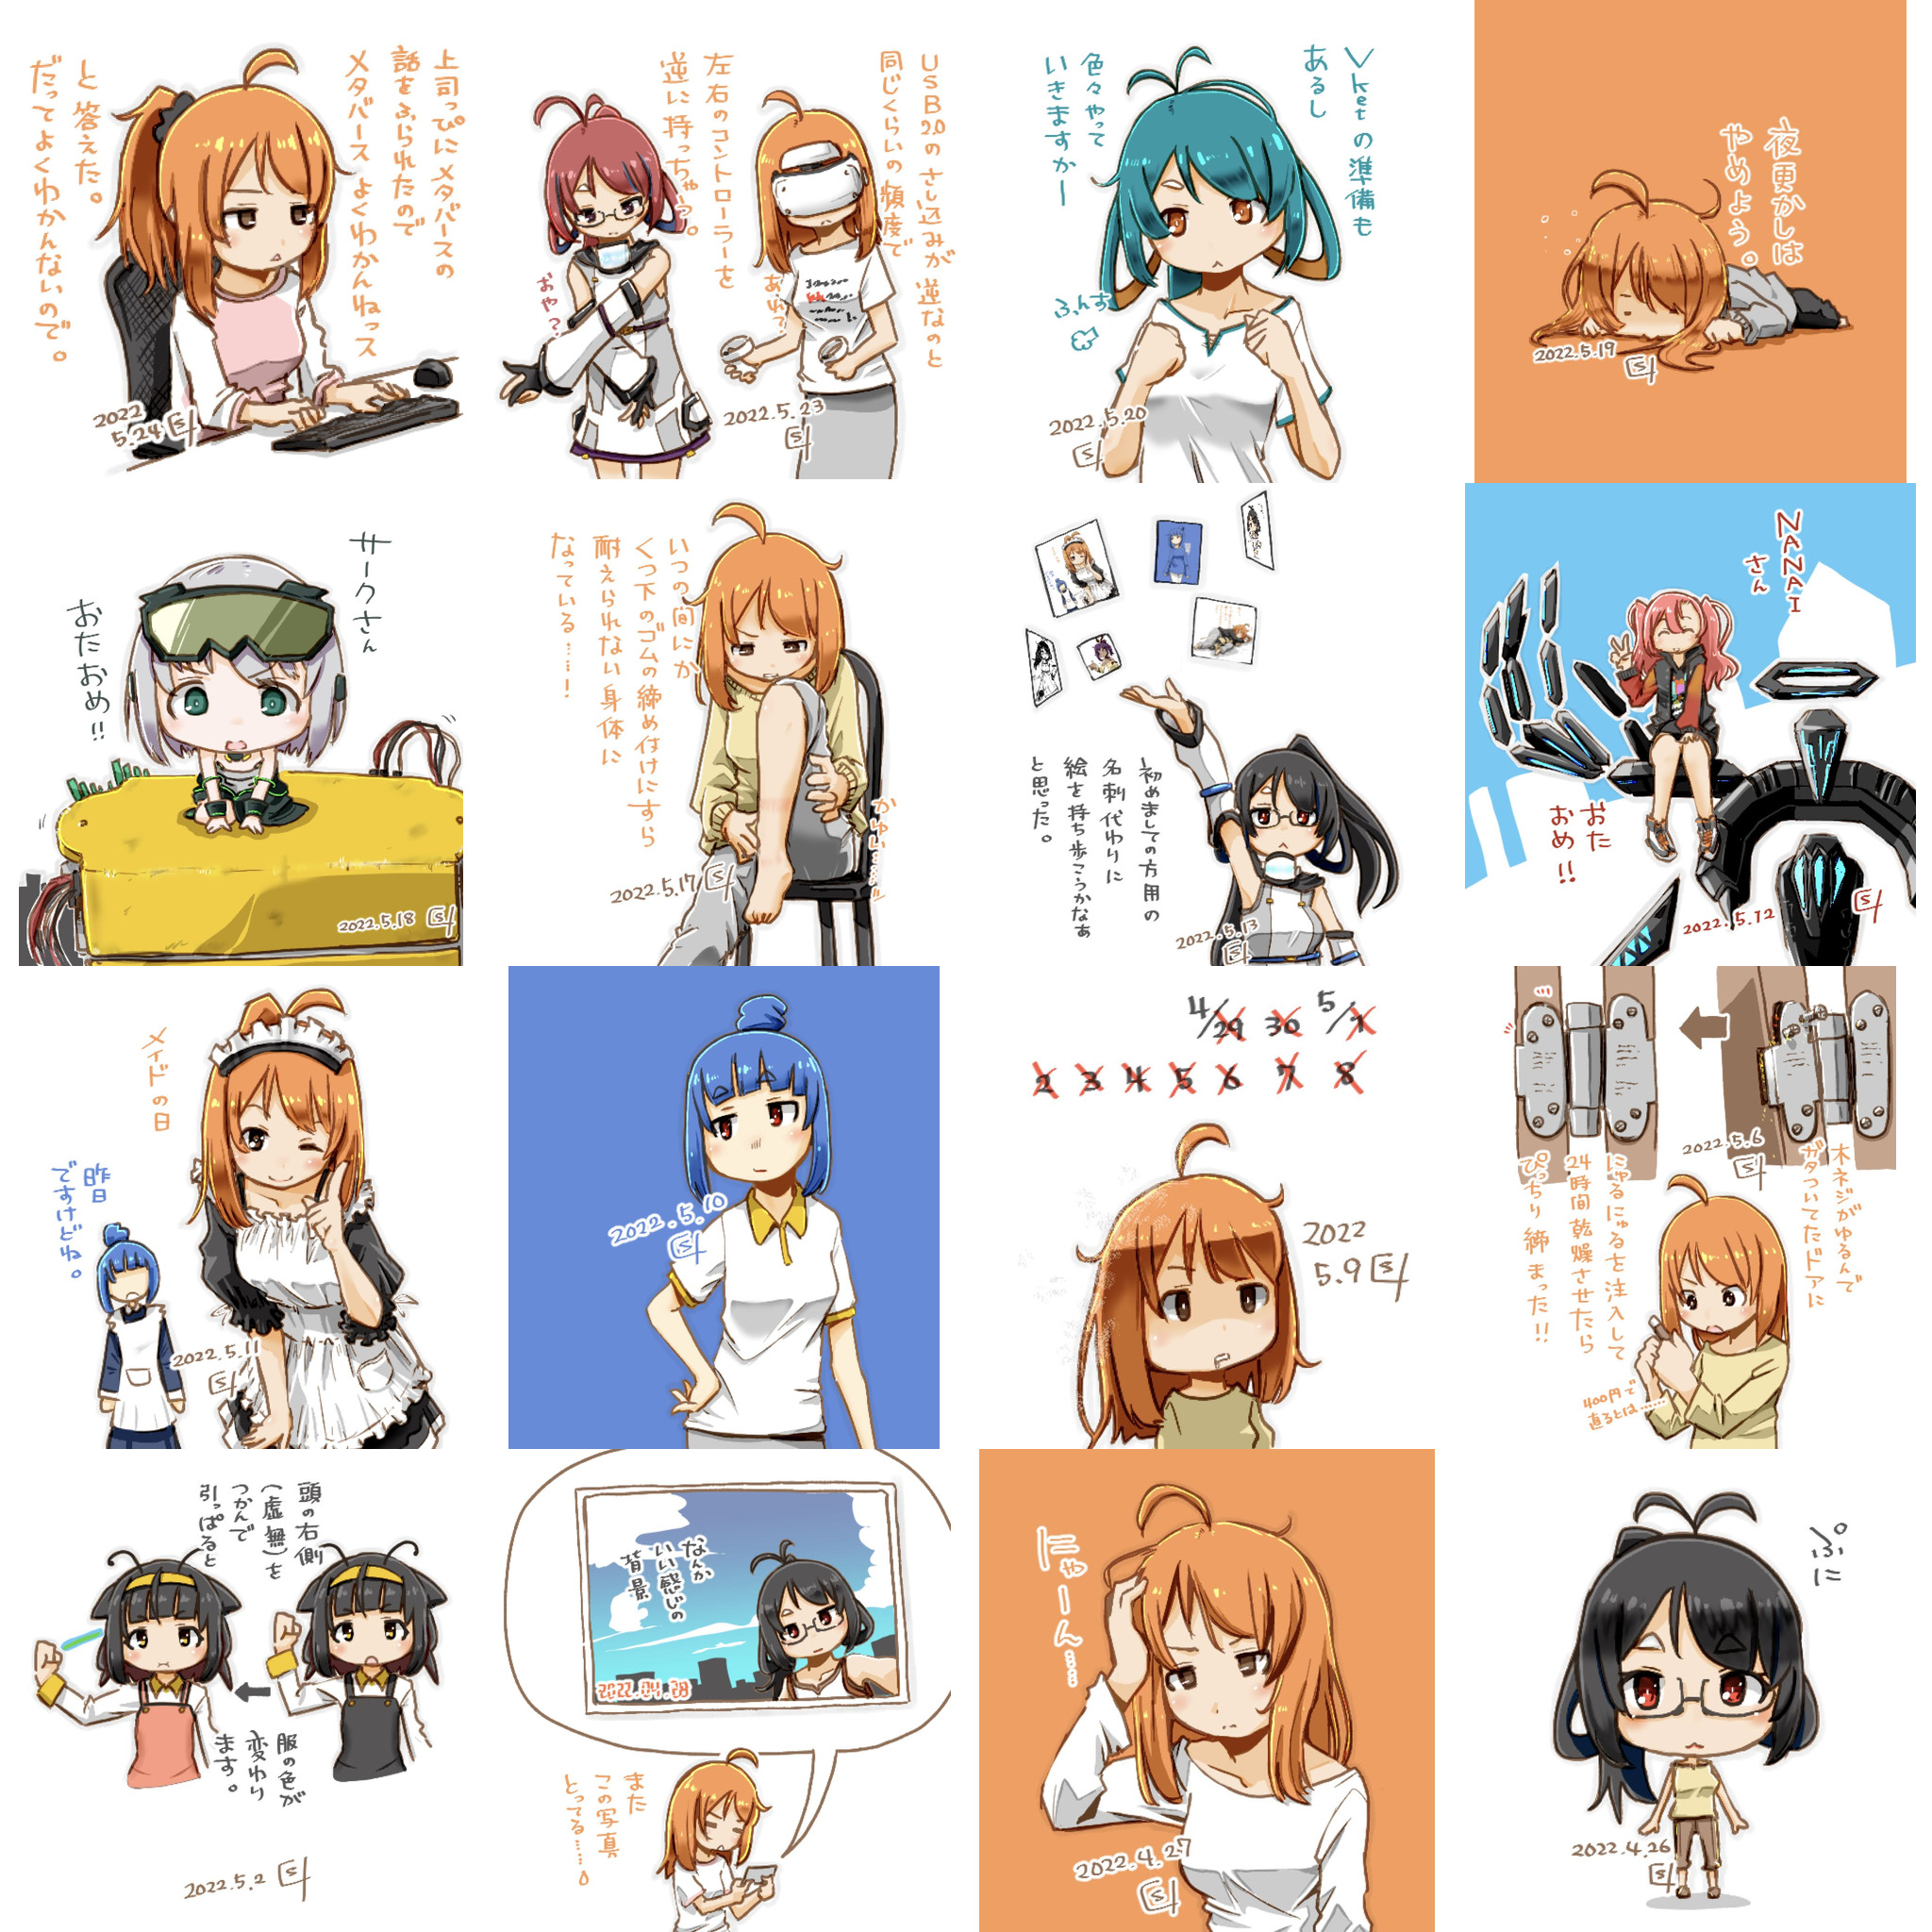 上司っぴにメタバースの
話をふられたので
メタバースよくわかんねっス
と答えた。
だってよくわかんないので。
2022
5.24
USB2.0のさし込みが逆なのと
同じくらいの頻度で
左右のコントローラーを
逆に持っちゃう。
おや?
あれ?
2022.5.23
Vketの準備も
あるし
色々やって
いきますかー
ふんす
2022.5.20
夜更かしは
やめよう。
2022.5.19
サークさん
おたおめ!!
2022.5.18
いつの間にか
くつ下のゴムの締め付けにすら
耐えられない身体に
なっている……!
かゆい……!!
2022.5.17
初めましての方用の
名刺代わりに
絵を持ち歩こうかなぁ
と思った。
2022.5.13
NANAI
さん
おた
おめ!!
2022.5.12
メイドの日
昨日
ですけどね。
2022.5.11
2022.5.10
4/29 30 5/1
2 3 4 5 6 7 8
2022
5.9
2022.5.6
木ネジがゆるんで
ガタついてたドアに
にゅるにゅるを注入して
24時間乾燥させたら
ぴっちり締まった!!
400円で
直るとは……
頭の右側
(虚無)を
つかんで
引っぱると
服の色が
変わり
ます。
2022.5.2
なんか
いい感じの
背景
2022.04.28
また
この写真
とってる……。
にゃーん……
2022.4.27
ぷに
2022.4.26